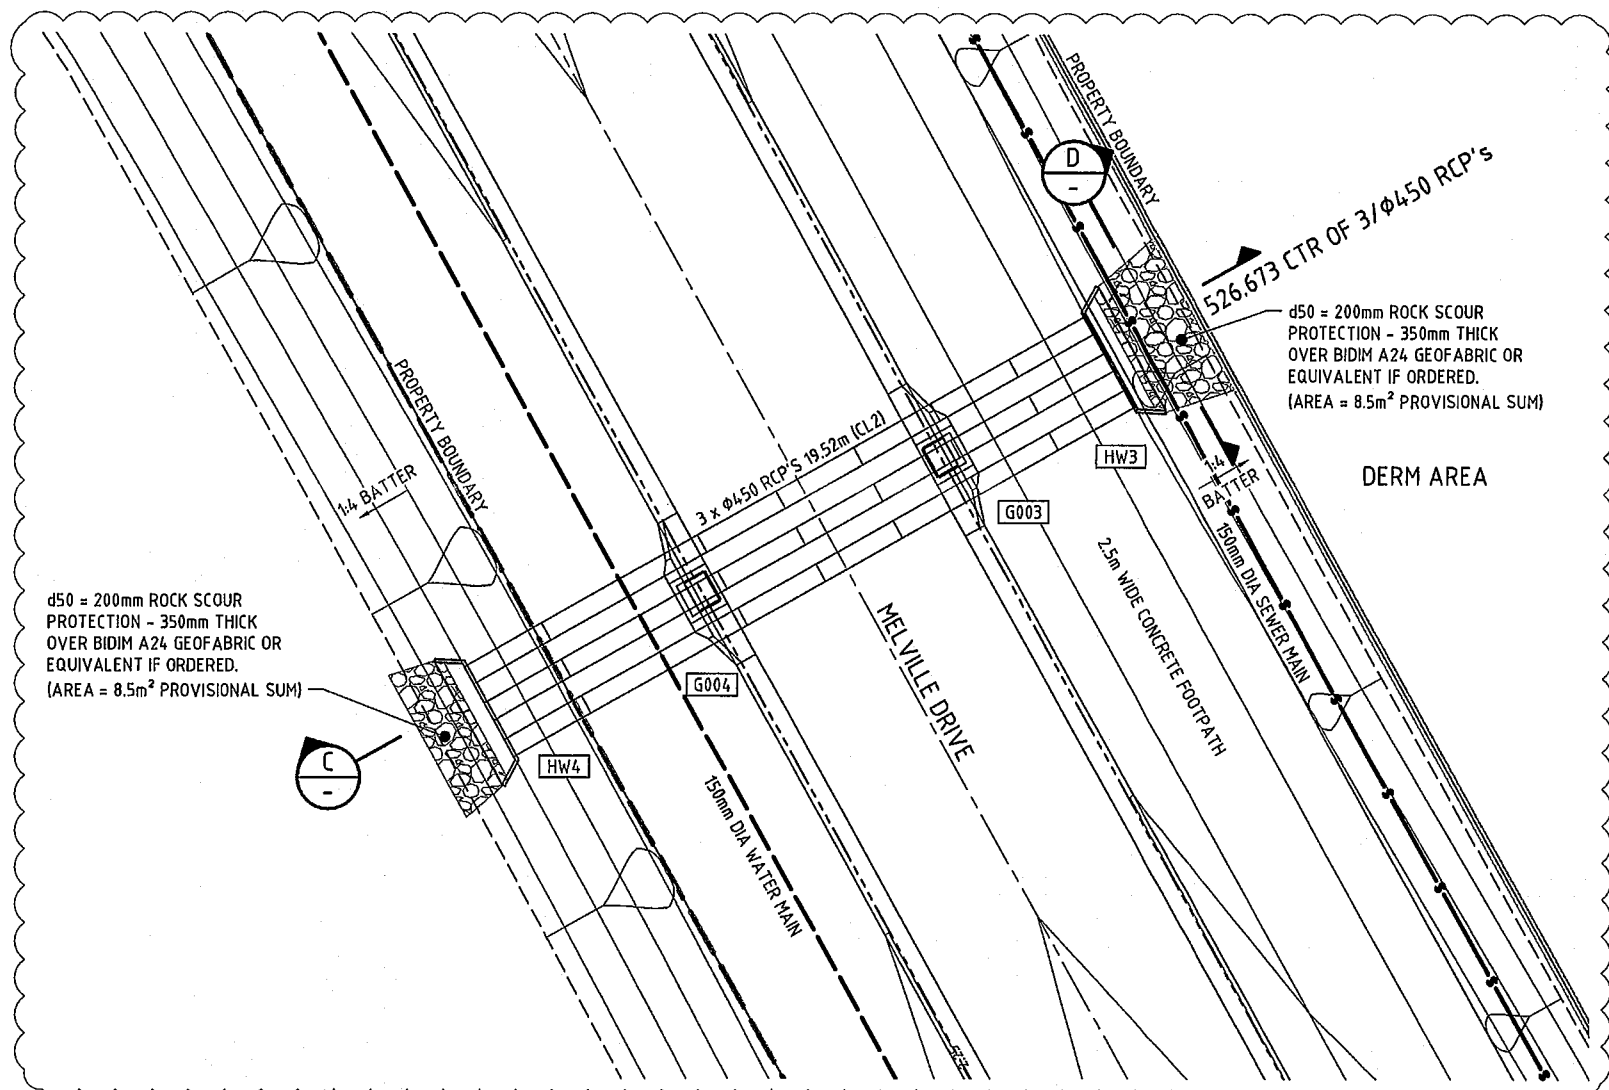 PROPERTY BOUNDARY
D
-
526.673 CTR OF 3/Φ450 RCP's
d50 = 200mm ROCK SCOUR
PROTECTION - 350mm THICK
OVER BIDIM A24 GEOFABRIC OR
EQUIVALENT IF ORDERED.
(AREA = 8.5m² PROVISIONAL SUM)
PROPERTY BOUNDARY
1:4 BATTER
3 x Φ450 RCP'S 19.52m (CL2)
HW3
1:4
BATTER
DERM AREA
G003
150mm DIA SEWER MAIN
2.5m WIDE CONCRETE FOOTPATH
d50 = 200mm ROCK SCOUR
PROTECTION - 350mm THICK
OVER BIDIM A24 GEOFABRIC OR
EQUIVALENT IF ORDERED.
(AREA = 8.5m² PROVISIONAL SUM)
MELVILLE DRIVE
G004
C
-
HW4
150mm DIA WATER MAIN